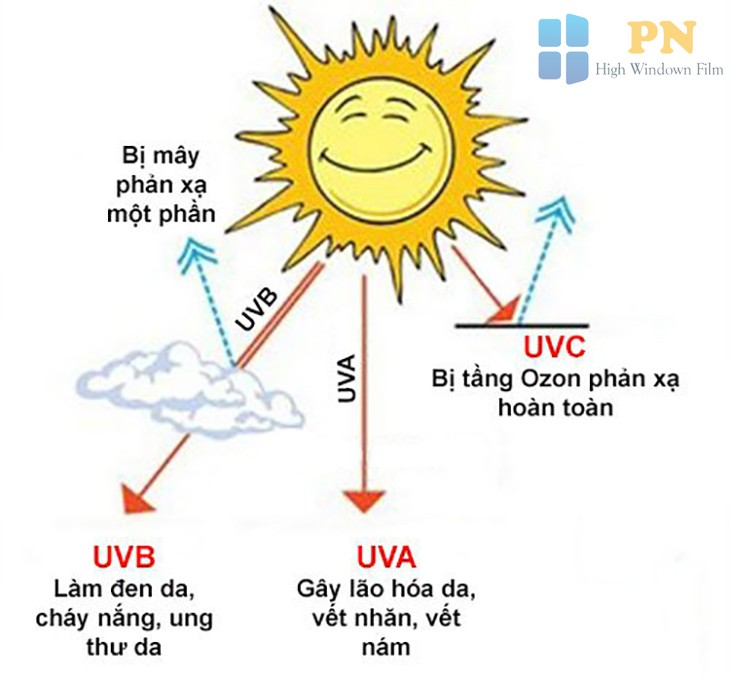 PN
High Windown Film
Bị mây
phản xạ
một phần
UVB
UVA
UVC
Bị tầng Ozon phản xạ
hoàn toàn
UVB
Làm đen da,
cháy nắng, ung
thư da
UVA
Gây lão hóa da,
vết nhăn, vết
nám